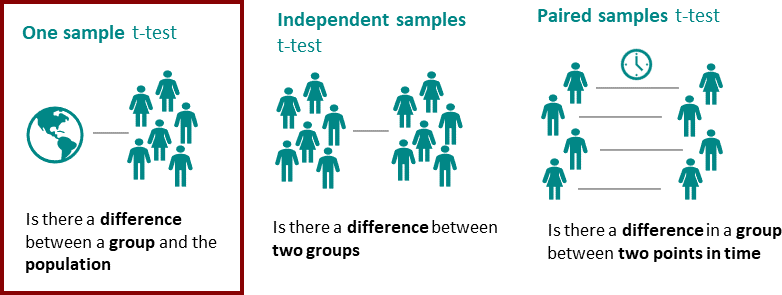 One sample t-test
Is there a difference
between a group and the
population
Independent samples
t-test
Is there a difference between
two groups
Paired samples t-test
Is there a difference in a group
between two points in time